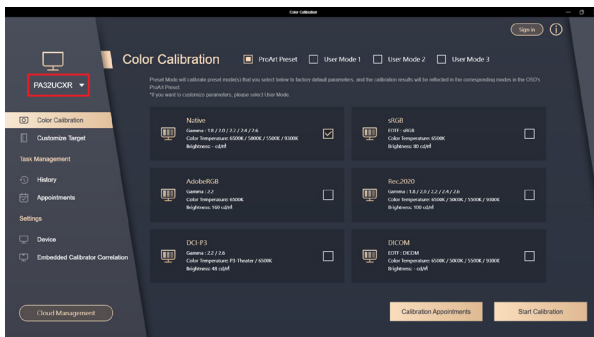 Color Calibration
Sign in
Color Calibration
ProArt Preset
User Mode 1
User Mode 2
User Mode 3
PA32UCXR
Preset Mode will calibrate preset mode(s) that you select below to factory default parameters, and the calibration results will be reflected in the corresponding modes in the OSD's
ProArt Preset.
*If you want to customize parameters, please select User Mode.
Color Calibration
Customize Target
Task Management
History
Appointments
Settings
Device
Embedded Calibrator Correlation
Cloud Management
Native
Gamma : 1.8 / 2.0 / 2.2 / 2.4 / 2.6
Color Temperature: 6500K / 5000K / 5500K / 9300K
Brightness: - cd/㎡
sRGB
EOTF : sRGB
Color Temperature: 6500K
Brightness: 80 cd/㎡
AdobeRGB
Gamma : 2.2
Color Temperature: 6500K
Brightness: 160 cd/㎡
Rec.2020
Gamma : 1.8 / 2.0 / 2.2 / 2.4 / 2.6
Color Temperature: 6500K / 5000K / 5500K / 9300K
Brightness: 100 cd/㎡
DCI-P3
Gamma : 2.2 / 2.6
Color Temperature: P3-Theater / 6500K
Brightness: 48 cd/㎡
DICOM
EOTF : DICOM
Color Temperature: 6500K / 5000K / 5500K / 9300K
Brightness: - cd/㎡
Calibration Appointments
Start Calibration